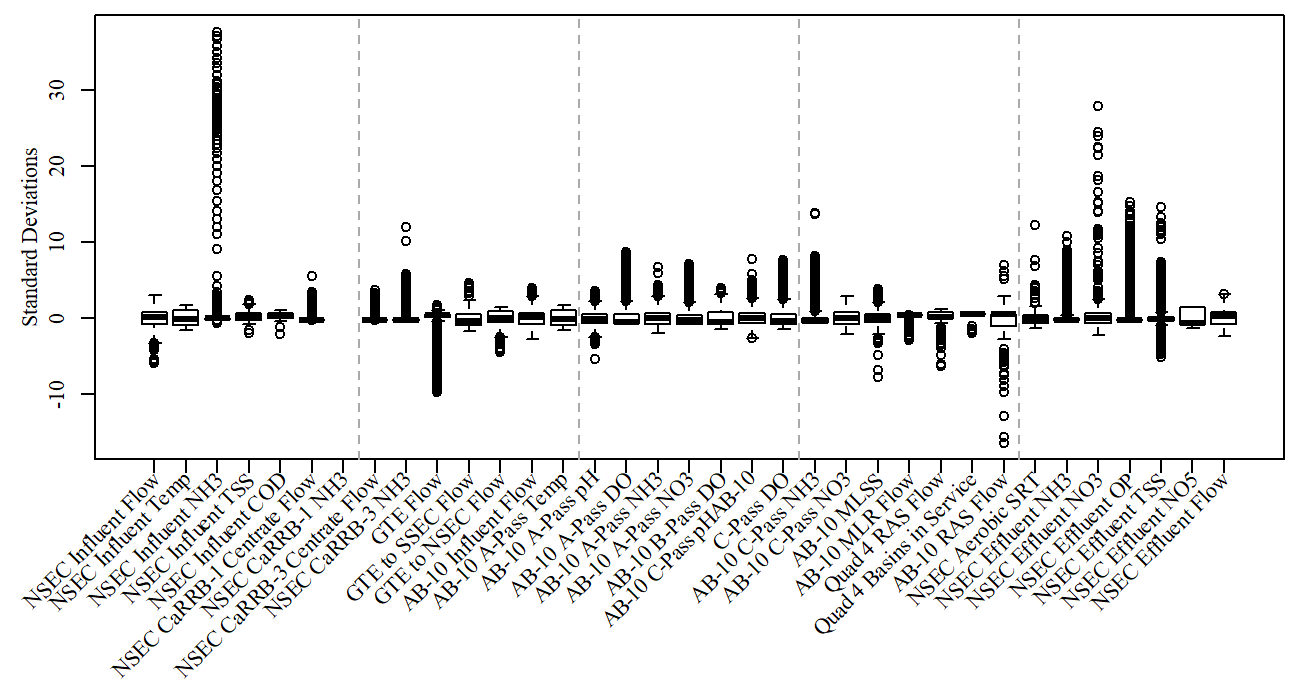 Standard Deviations
30
20
10
0
-10
NSEC Influent Flow
NSEC Influent Temp
NSEC Influent NH3
NSEC Influent TSS
NSEC Influent COD
NSEC CaRRB-1 Centrate Flow
NSEC CaRRB-1 NH3
NSEC CaRRB-3 Centrate Flow
NSEC CaRRB-3 NH3
GTE Flow
GTE to SSEC Flow
GTE to NSEC Flow
AB-10 Influent Flow
AB-10 A-Pass Temp
AB-10 A-Pass pH
AB-10 A-Pass DO
AB-10 A-Pass NH3
AB-10 A-Pass NO3
AB-10 B-Pass DO
AB-10 C-Pass pHAB-10
C-Pass DO
AB-10 C-Pass NH3
AB-10 C-Pass NO3
AB-10 MLSS
AB-10 MLR Flow
Quad 4 RAS Flow
Quad 4 Basins in Service
AB-10 RAS Flow
NSEC Aerobic SRT
NSEC Effluent NH3
NSEC Effluent NO3
NSEC Effluent OP
NSEC Effluent TSS
NSEC Effluent NO5
NSEC Effluent Flow